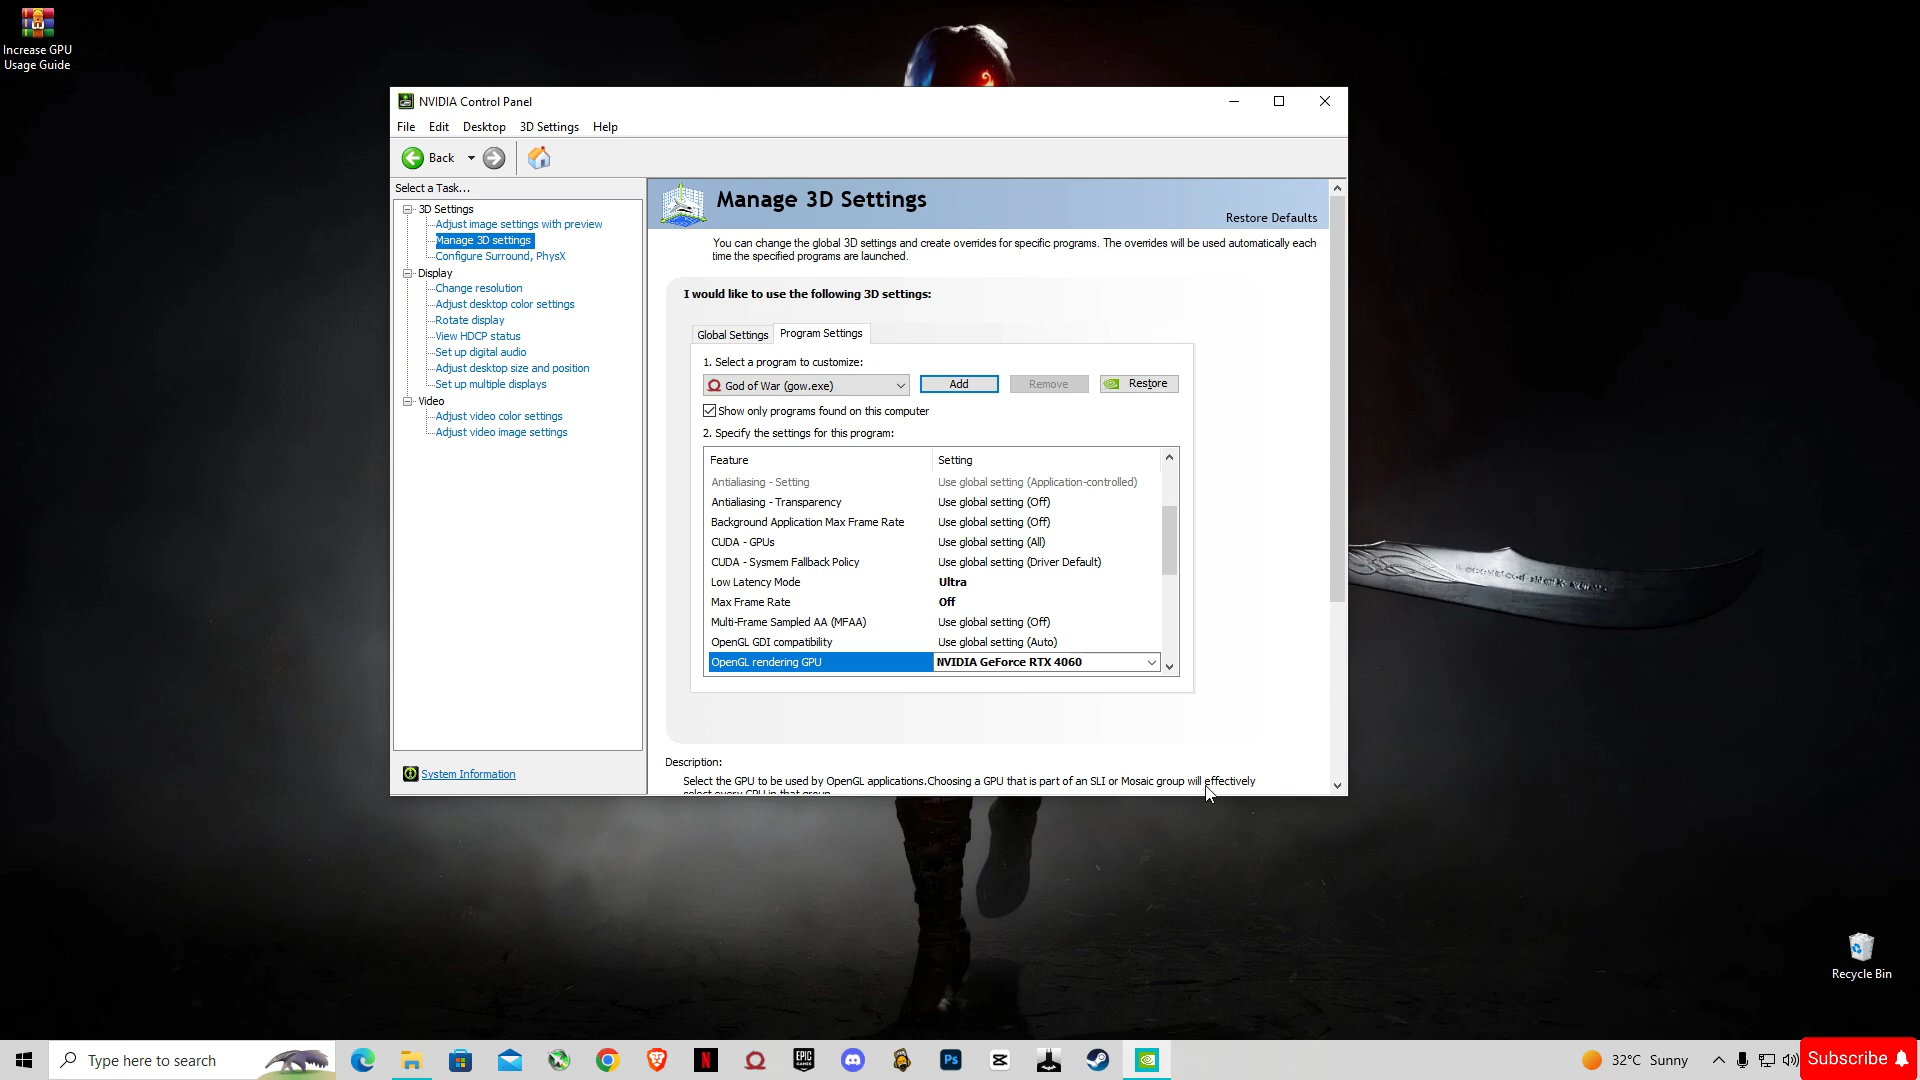 Increase GPU
Usage Guide
NVIDIA Control Panel
File Edit Desktop 3D Settings Help
Back
Select a Task...
3D Settings
Adjust image settings with preview
Manage 3D settings
Configure Surround, PhysX
Display
Change resolution
Adjust desktop color settings
Rotate display
View HDCP status
Set up digital audio
Adjust desktop size and position
Set up multiple displays
Video
Adjust video color settings
Adjust video image settings
System Information
Manage 3D Settings
Restore Defaults
You can change the global 3D settings and create overrides for specific programs. The overrides will be used automatically each
time the specified programs are launched.
I would like to use the following 3D settings:
Global Settings Program Settings
1. Select a program to customize:
God of War (gow.exe) Add Remove Restore
Show only programs found on this computer
2. Specify the settings for this program:
Feature Setting
Antialiasing - Setting Use global setting (Application-controlled)
Antialiasing - Transparency Use global setting (Off)
Background Application Max Frame Rate Use global setting (Off)
CUDA - GPUs Use global setting (All)
CUDA - Sysmem Fallback Policy Use global setting (Driver Default)
Low Latency Mode Ultra
Max Frame Rate Off
Multi-Frame Sampled AA (MFAA) Use global setting (Off)
OpenGL GDI compatibility Use global setting (Auto)
OpenGL rendering GPU NVIDIA GeForce RTX 4060
Description:
Select the GPU to be used by OpenGL applications.Choosing a GPU that is part of an SLI or Mosaic group will effectively
select every GPU in that group.
Recycle Bin
Type here to search
N
EPIC
GAMES
Ps
32°C Sunny
Subscribe